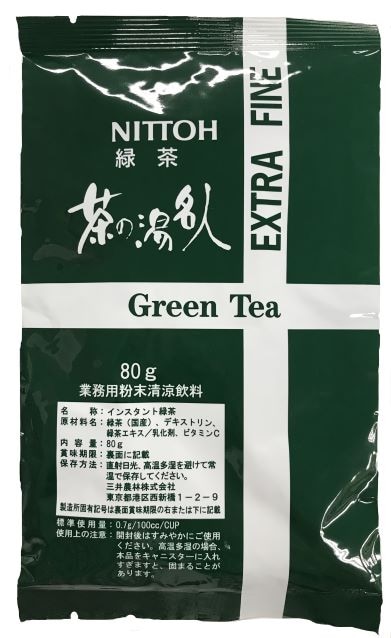 NITTOH
緑茶
茶の湯名人
EXTRA FINE
Green Tea
80g
業務用粉末清涼飲料
名称:インスタント緑茶
原材料名:緑茶(国産)、デキストリン、
緑茶エキス/乳化剤、ビタミンC
内容量:80g
賞味期限:裏面に記載
保存方法:直射日光、高温多湿を避けて常
温で保存してください。
三井農林株式会社
東京都港区西新橋1-2-9
製造所固有記号は裏面賞味期限の右または下に記載
標準使用量:0.7g/100cc/CUP
使用上の注意:開封後はすみやかにご使用
ください。高温多湿の場合、
本品をキャニスターに入れ
すぎますと、固まることが
あります。